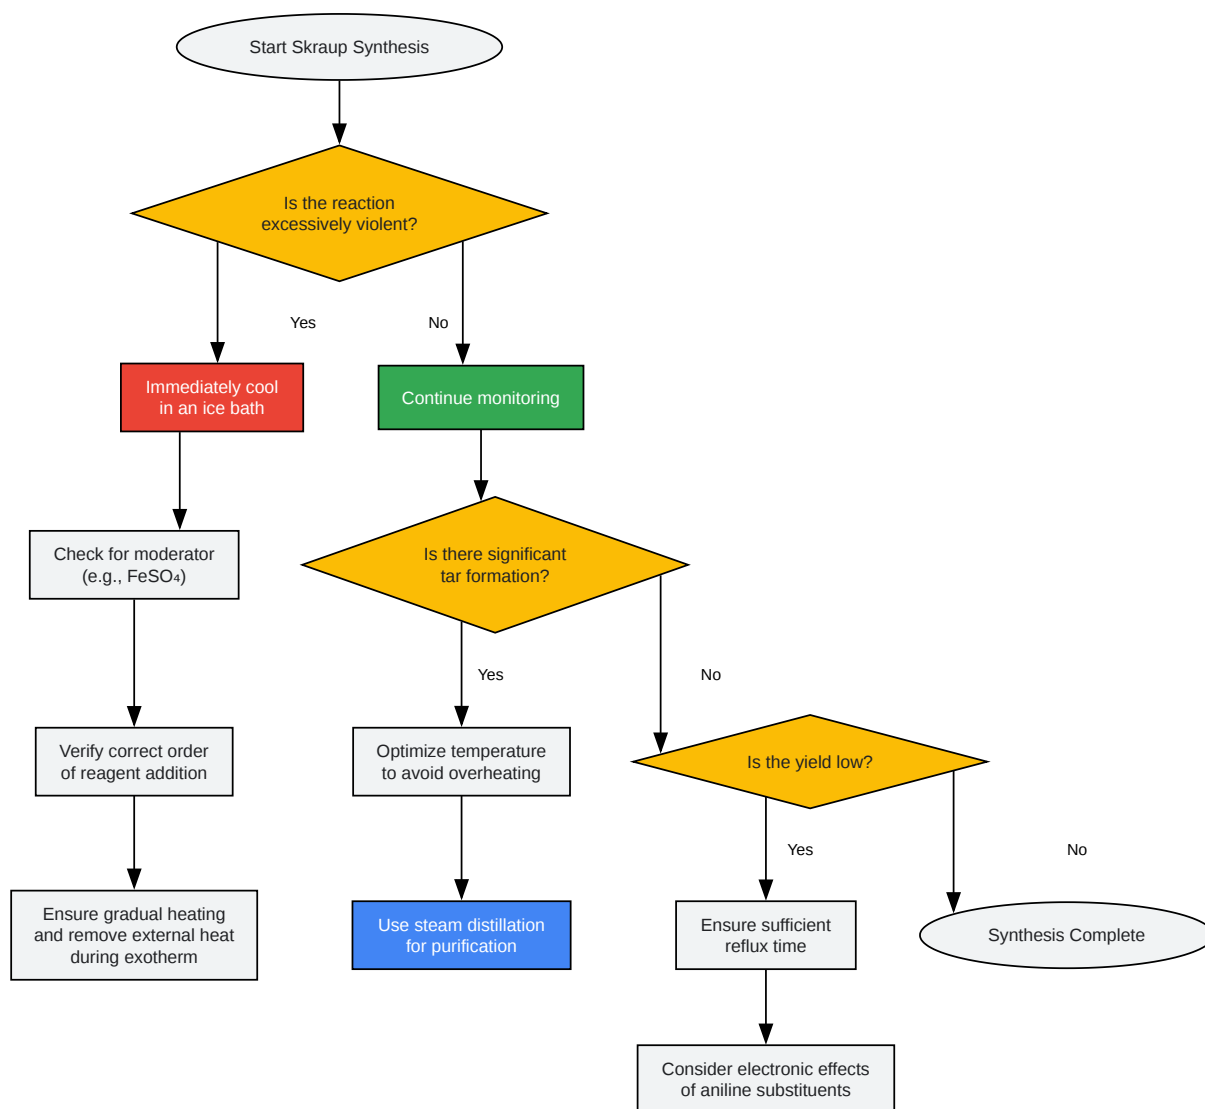 Start Skraup Synthesis
Is the reaction
excessively violent?
Yes
No
Immediately cool
in an ice bath
Continue monitoring
Check for moderator
(e.g., FeSO₄)
Is there significant
tar formation?
Yes
No
Verify correct order
of reagent addition
Optimize temperature
to avoid overheating
Is the yield low?
Yes
No
Ensure gradual heating
and remove external heat
during exotherm
Use steam distillation
for purification
Ensure sufficient
reflux time
Synthesis Complete
Consider electronic effects
of aniline substituents